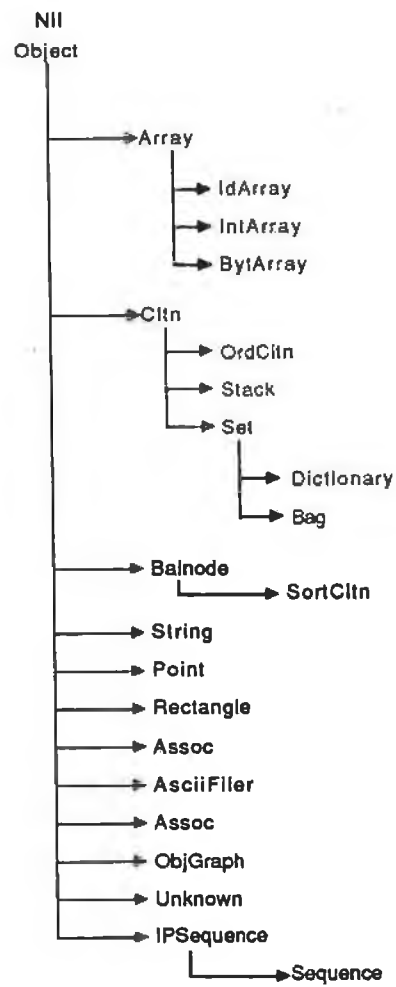 Nil
Object
Array
IdArray
IntArray
BytArray
Cltn
OrdCltn
Stack
Set
Dictionary
Bag
Balnode
SortCltn
String
Point
Rectangle
Assoc
AsciiFiler
Assoc
ObjGraph
Unknown
IPSequence
Sequence